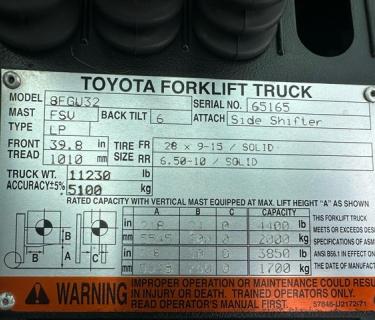 TOYOTA FORKLIFT TRUCK
MODEL 8FGU32 SERIAL NO. 65165
MAST FSV BACK TILT 6 ATTACH Side Shifter
TYPE LP
FRONT TREAD 39.8 in TIRE SIZE FR 28 x 9-15 / SOLID
1010 mm RR 6.50-10 / SOLID
TRUCK WT. 11230 lb
ACCURACY±5% 5100 kg
RATED CAPACITY WITH VERTICAL MAST EQUIPPED AT MAX. LIFT HEIGHT "A" AS SHOWN
A B C CAPACITY THIS FORKLIFT TRUCK
in 4400 lb MEETS OR EXCEEDS DESI
mm 2000 kg SPECIFICATIONS OF ASM
in 3850 lb ANSI B56.1 IN EFFECT ON
mm 1700 kg THE DATE OF MANUFAC
A B C
WARNING IMPROPER OPERATION OR MAINTENANCE COULD RESUL
IN INJURY OR DEATH. TRAINED OPERATORS ONLY.
READ OPERATOR'S MANUAL FIRST.